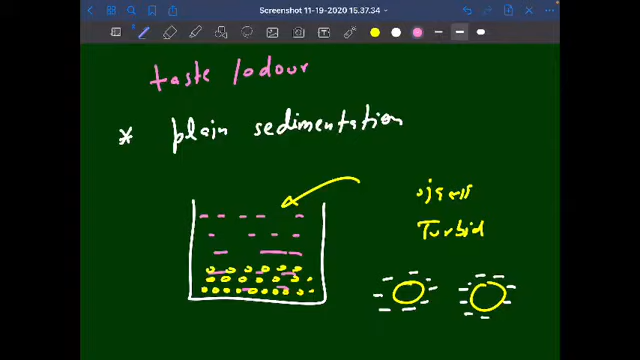 Screenshot 11-19-2020 15.37.34
taste / odour
* plain sedimentation
Turbid